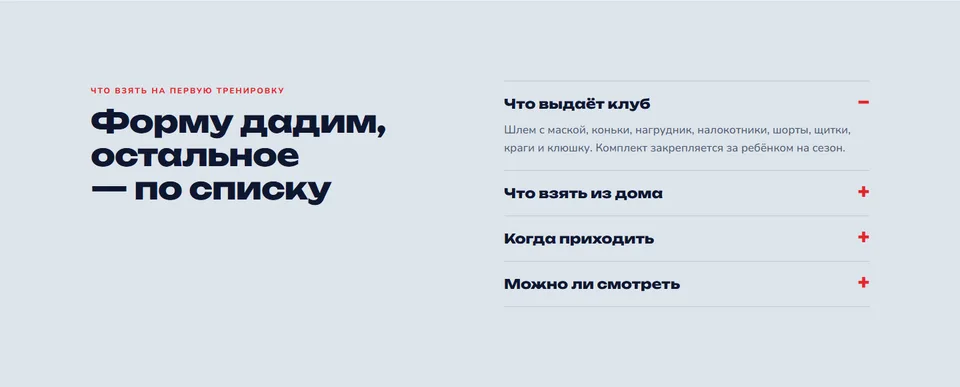 ЧТО ВЗЯТЬ НА ПЕРВУЮ ТРЕНИРОВКУ
Форму дадим,
остальное
— по списку
Что выдаёт клуб
Шлем с маской, коньки, нагрудник, налокотники, шорты, щитки,
краги и клюшку. Комплект закрепляется за ребёнком на сезон.
Что взять из дома
Когда приходить
Можно ли смотреть